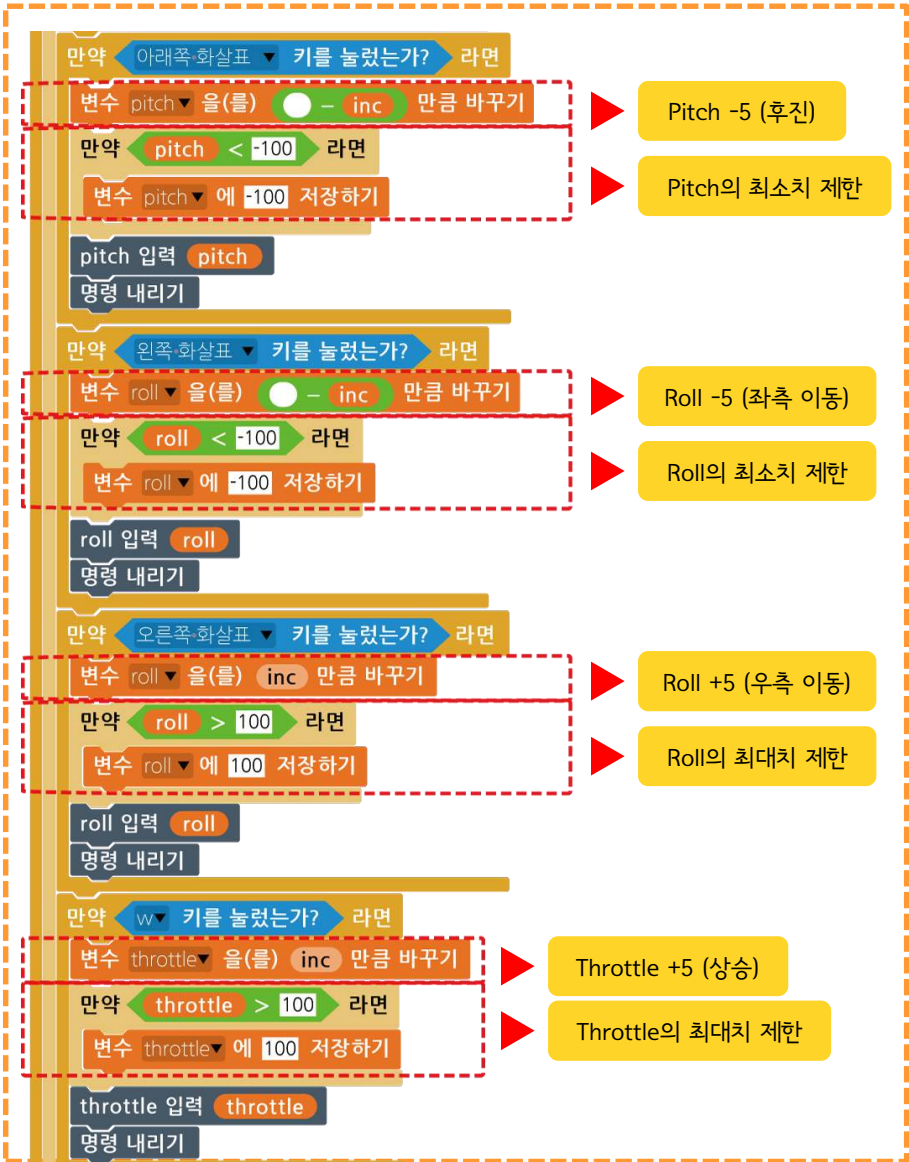 만약 아래쪽 화살표 ▼ 키를 눌렀는가? 라면
변수 pitch▼ 을(를) - inc 만큼 바꾸기
Pitch -5 (후진)
만약 pitch < -100 라면
변수 pitch▼ 에 -100 저장하기
Pitch의 최소치 제한
pitch 입력 pitch
명령 내리기
만약 왼쪽 화살표 ▼ 키를 눌렀는가? 라면
변수 roll▼ 을(를) - inc 만큼 바꾸기
Roll -5 (좌측 이동)
만약 roll < -100 라면
변수 roll▼ 에 -100 저장하기
Roll의 최소치 제한
roll 입력 roll
명령 내리기
만약 오른쪽 화살표 ▼ 키를 눌렀는가? 라면
변수 roll▼ 을(를) inc 만큼 바꾸기
Roll +5 (우측 이동)
만약 roll > 100 라면
변수 roll▼ 에 100 저장하기
Roll의 최대치 제한
roll 입력 roll
명령 내리기
만약 w▼ 키를 눌렀는가? 라면
변수 throttle▼ 을(를) inc 만큼 바꾸기
Throttle +5 (상승)
만약 throttle > 100 라면
변수 throttle▼ 에 100 저장하기
Throttle의 최대치 제한
throttle 입력 throttle
명령 내리기